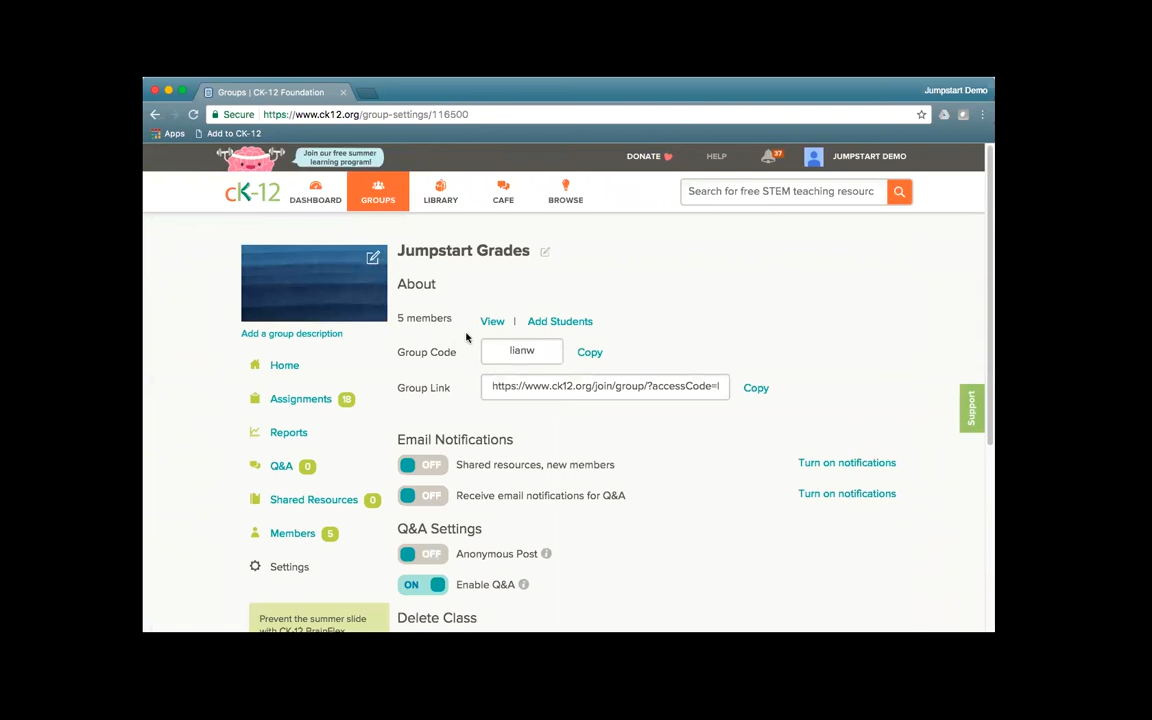 Groups | CK-12 Foundation
Jumpstart Demo
Secure https://www.ck12.org/group-settings/116500
Apps Add to CK-12
Join our free summer
learning program!
DONATE HELP 37 JUMPSTART DEMO
cK-12 DASHBOARD GROUPS LIBRARY CAFE BROWSE Search for free STEM teaching resourc
Jumpstart Grades
About
5 members View | Add Students
Group Code lianw Copy
Group Link https://www.ck12.org/join/group/?accessCode=l Copy
Add a group description
Home
Assignments 18
Reports
Q&A 0
Shared Resources 0
Members 5
Settings
Prevent the summer slide
with CK-12 BrainFlex
Email Notifications
OFF Shared resources, new members Turn on notifications
OFF Receive email notifications for Q&A Turn on notifications
Q&A Settings
OFF Anonymous Post
ON Enable Q&A
Delete Class
Support